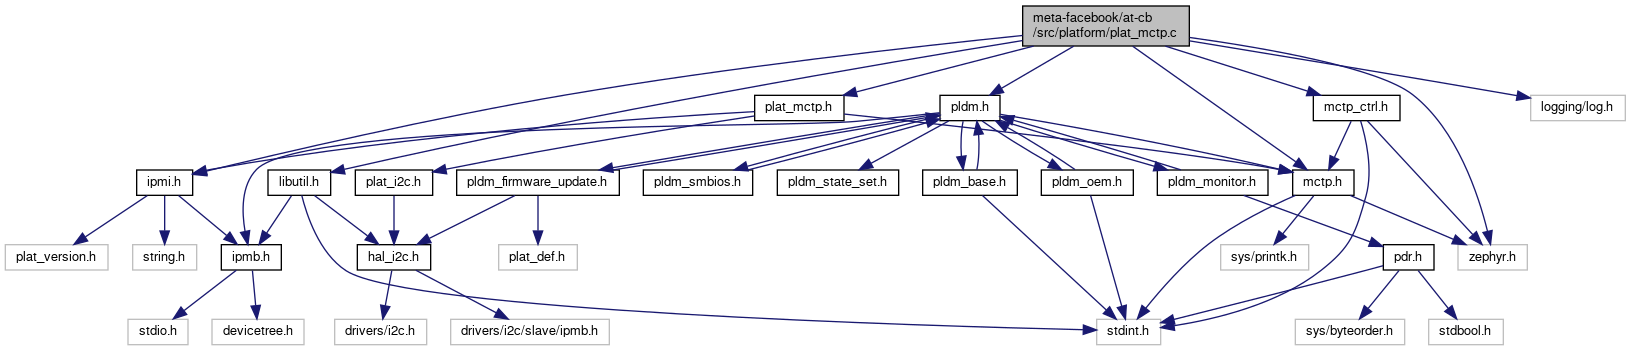 meta-facebook/at-cb
/src/platform/plat_mctp.c
plat_mctp.h
pldm.h
mctp_ctrl.h
logging/log.h
ipmi.h
libutil.h
plat_i2c.h
pldm_firmware_update.h
pldm_smbios.h
pldm_state_set.h
pldm_base.h
pldm_oem.h
pldm_monitor.h
mctp.h
plat_version.h
string.h
ipmb.h
hal_i2c.h
plat_def.h
sys/printk.h
pdr.h
zephyr.h
stdio.h
devicetree.h
drivers/i2c.h
drivers/i2c/slave/ipmb.h
stdint.h
sys/byteorder.h
stdbool.h